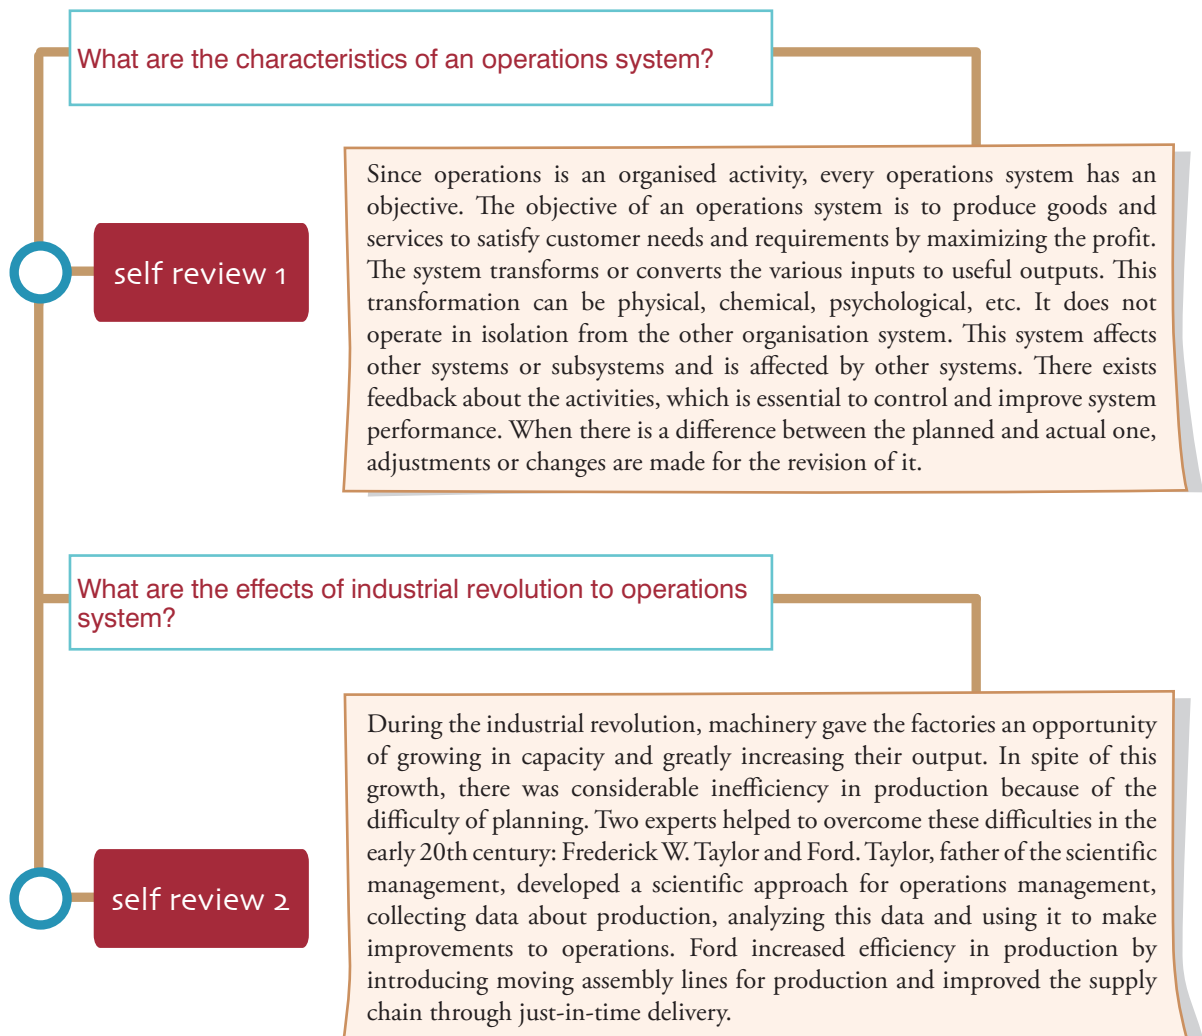 What are the characteristics of an operations system?
Since operations is an organised activity, every operations system has an
objective. The objective of an operations system is to produce goods and
services to satisfy customer needs and requirements by maximizing the profit.
The system transforms or converts the various inputs to useful outputs. This
transformation can be physical, chemical, psychological, etc. It does not
operate in isolation from the other organisation system. This system affects
other systems or subsystems and is affected by other systems. There exists
feedback about the activities, which is essential to control and improve system
performance. When there is a difference between the planned and actual one,
adjustments or changes are made for the revision of it.
self review 1
What are the effects of industrial revolution to operations
system?
During the industrial revolution, machinery gave the factories an opportunity
of growing in capacity and greatly increasing their output. In spite of this
growth, there was considerable inefficiency in production because of the
difficulty of planning. Two experts helped to overcome these difficulties in the
early 20th century: Frederick W. Taylor and Ford. Taylor, father of the scientific
management, developed a scientific approach for operations management,
collecting data about production, analyzing this data and using it to make
improvements to operations. Ford increased efficiency in production by
introducing moving assembly lines for production and improved the supply
chain through just-in-time delivery.
self review 2